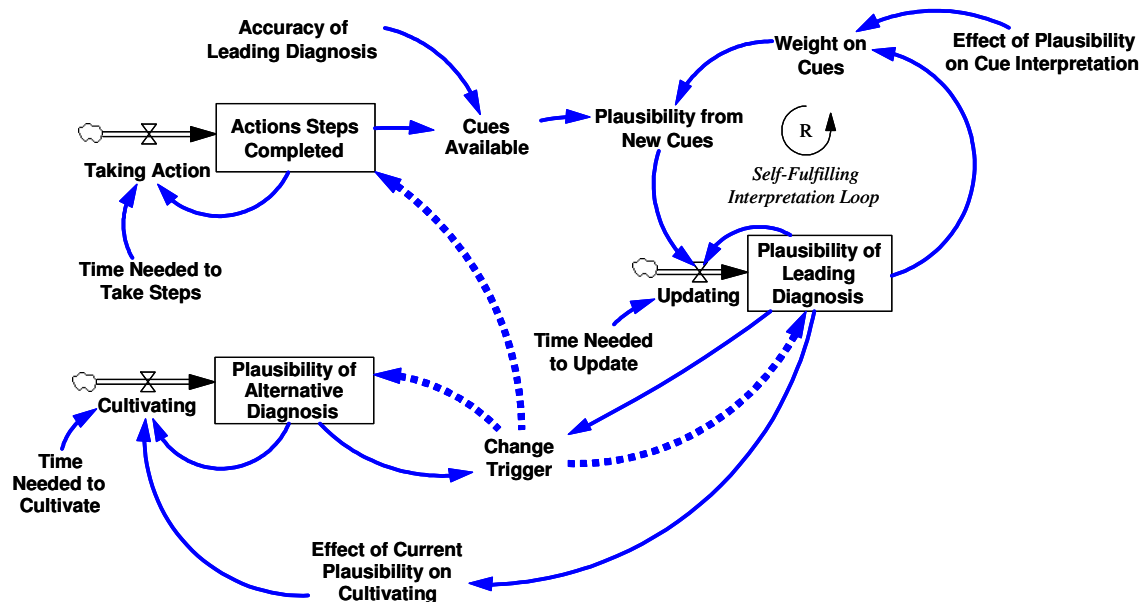 Accuracy of
Leading Diagnosis
Weight on
Cues
Effect of Plausibility
on Cue Interpretation
Actions Steps
Completed
Cues
Available
Plausibility from
New Cues
R
Taking Action
Self-Fulfilling
Interpretation Loop
Time Needed to
Take Steps
Plausibility of
Leading
Diagnosis
Updating
Time Needed
to Update
Plausibility of
Alternative
Diagnosis
Cultivating
Change
Trigger
Time
Needed to
Cultivate
Effect of Current
Plausibility on
Cultivating